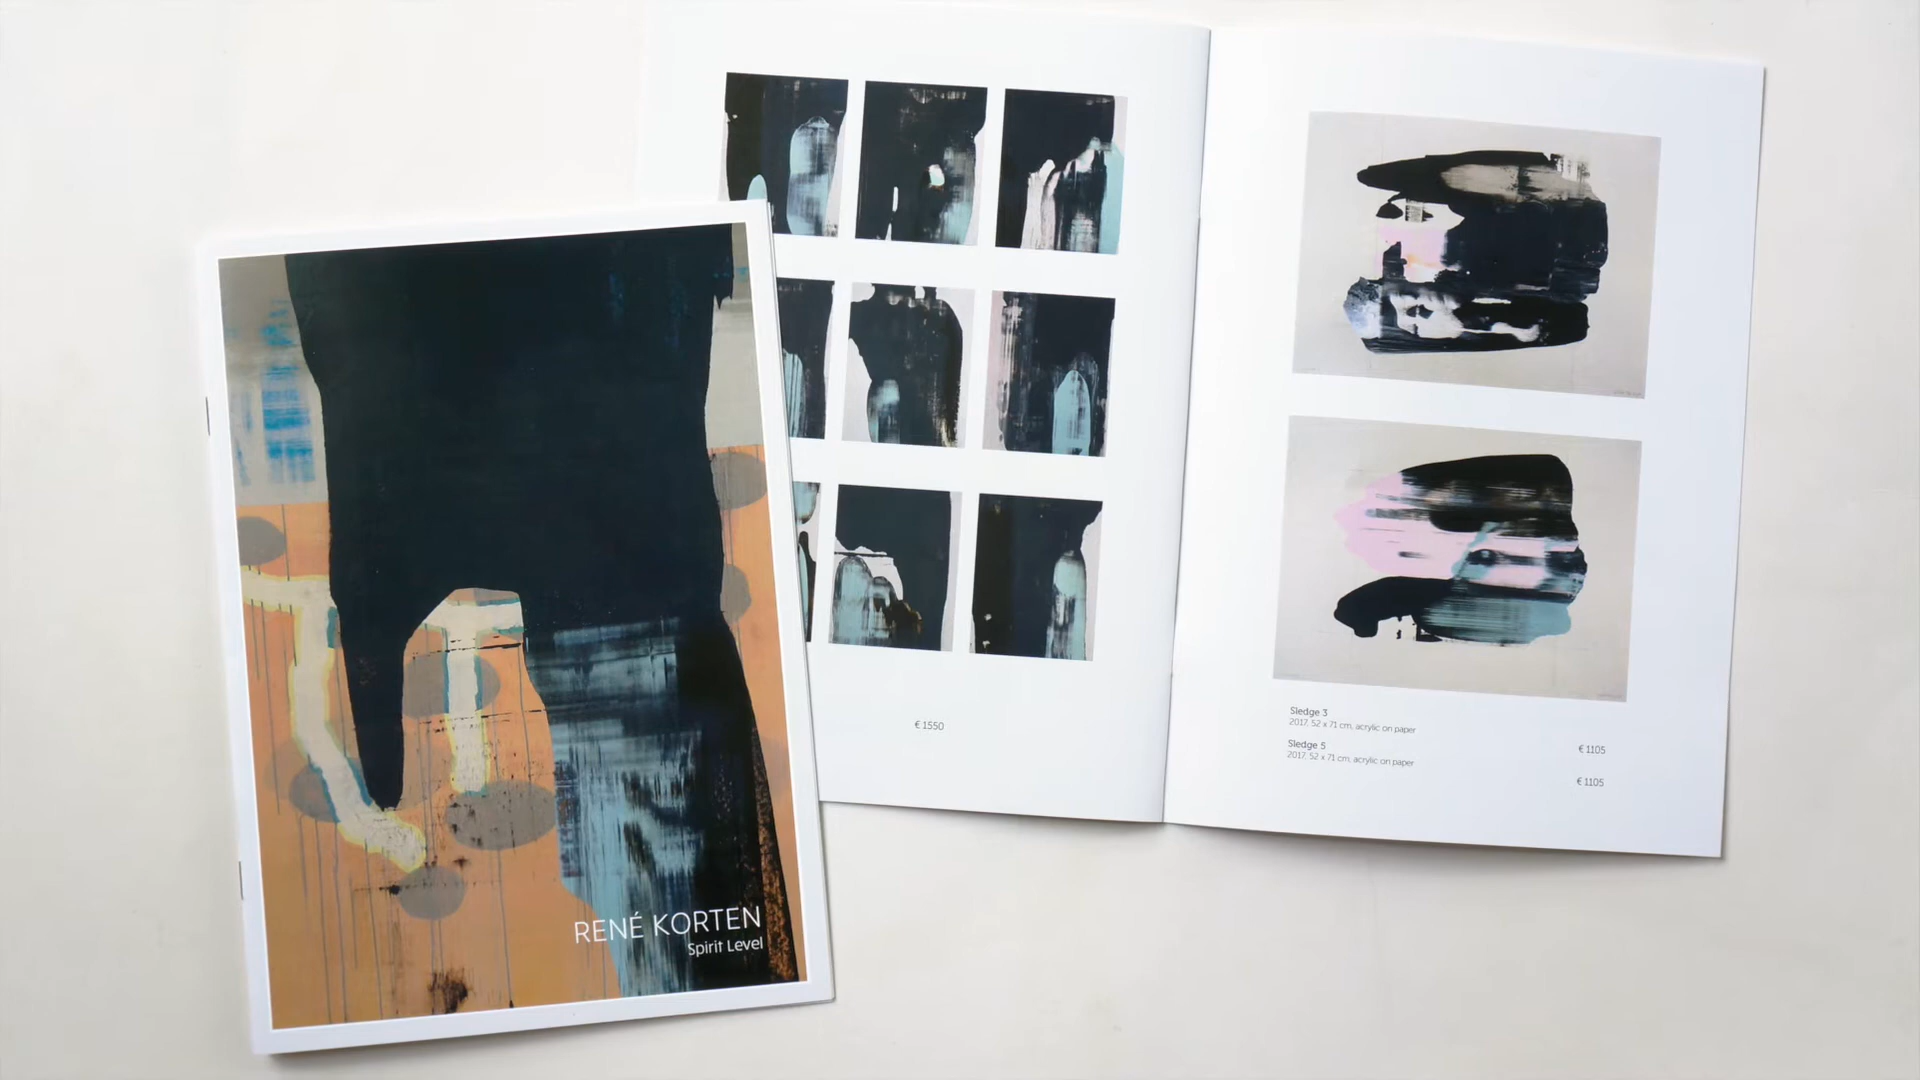 RENÉ KORTEN
Spirit Level
€ 1550
Sledge 3
2017, 52 x 71 cm, acrylic on paper
€ 1105
Sledge 5
2017, 52 x 71 cm, acrylic on paper
€ 1105